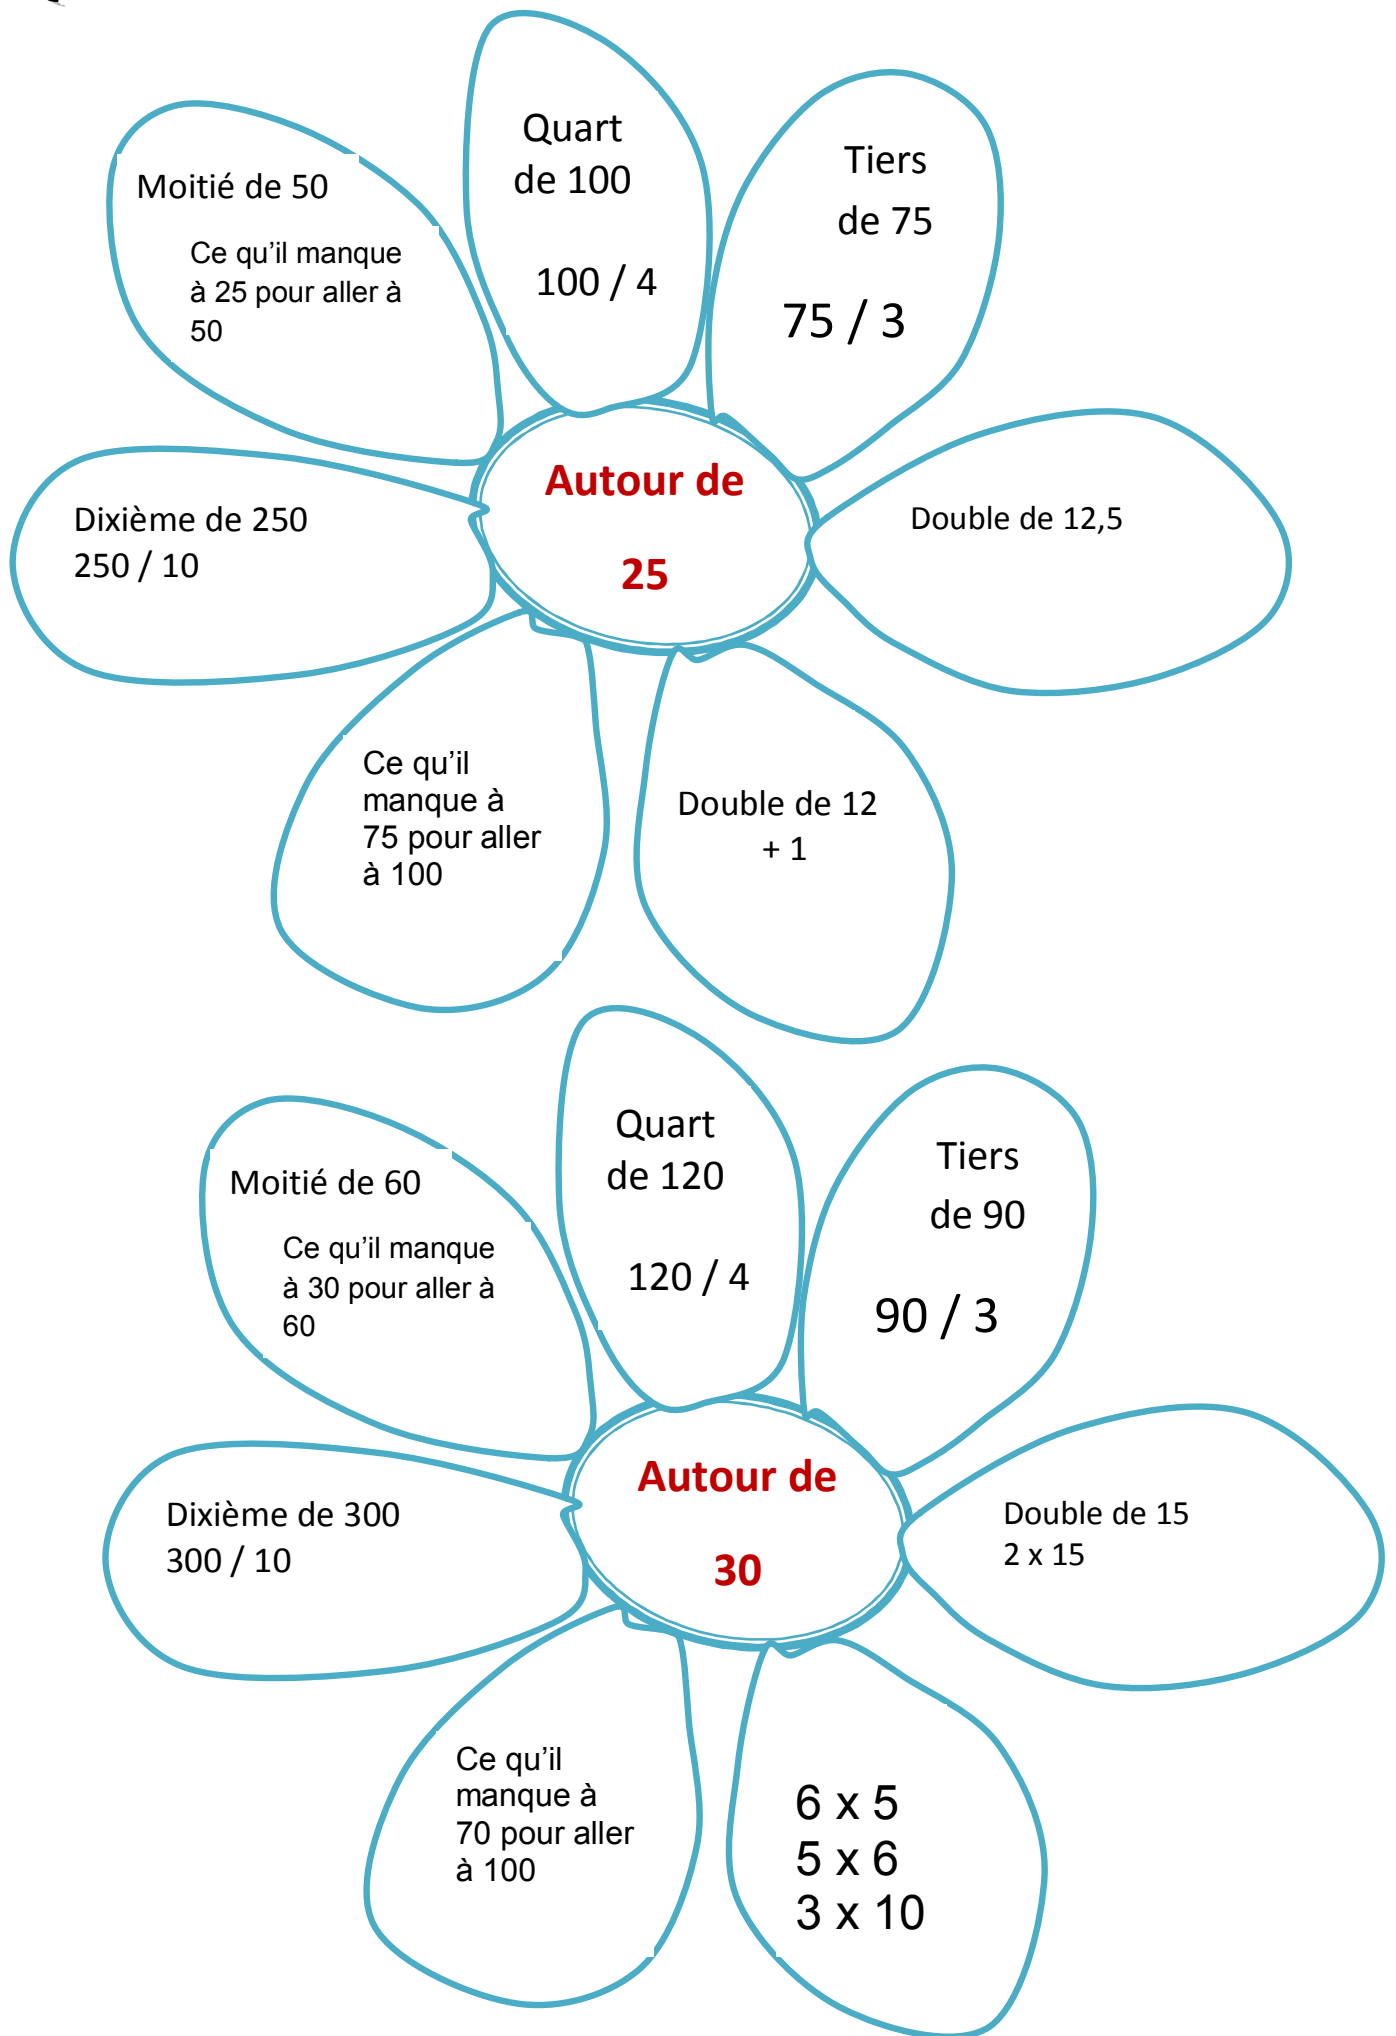 Quart
de 100
100 / 4
Tiers
de 75
75 / 3
Moitié de 50
Ce qu'il manque
à 25 pour aller à
50
Autour de
25
Dixième de 250
250 / 10
Double de 12,5
Ce qu'il
manque à
75 pour aller
à 100
Double de 12
+ 1
Quart
de 120
120 / 4
Tiers
de 90
90 / 3
Moitié de 60
Ce qu'il manque
à 30 pour aller à
60
Autour de
30
Dixième de 300
300 / 10
Double de 15
2 x 15
Ce qu'il
manque à
70 pour aller
à 100
6 x 5
5 x 6
3 x 10